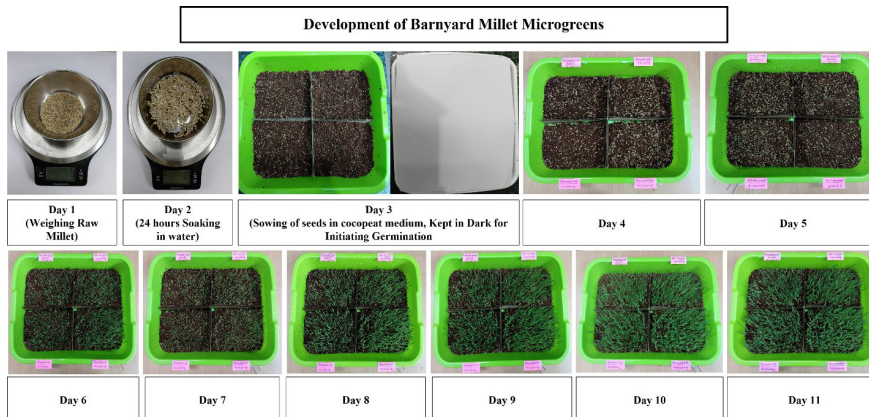 Development of Barnyard Millet Microgreens
Day 1
(Weighing Raw
Millet)
Day 2
(24 hours Soaking
in water)
Day 3
(Sowing of seeds in cocopeat medium, Kept in Dark for
Initiating Germination
Day 4
Day 5
Day 6
Day 7
Day 8
Day 9
Day 10
Day 11